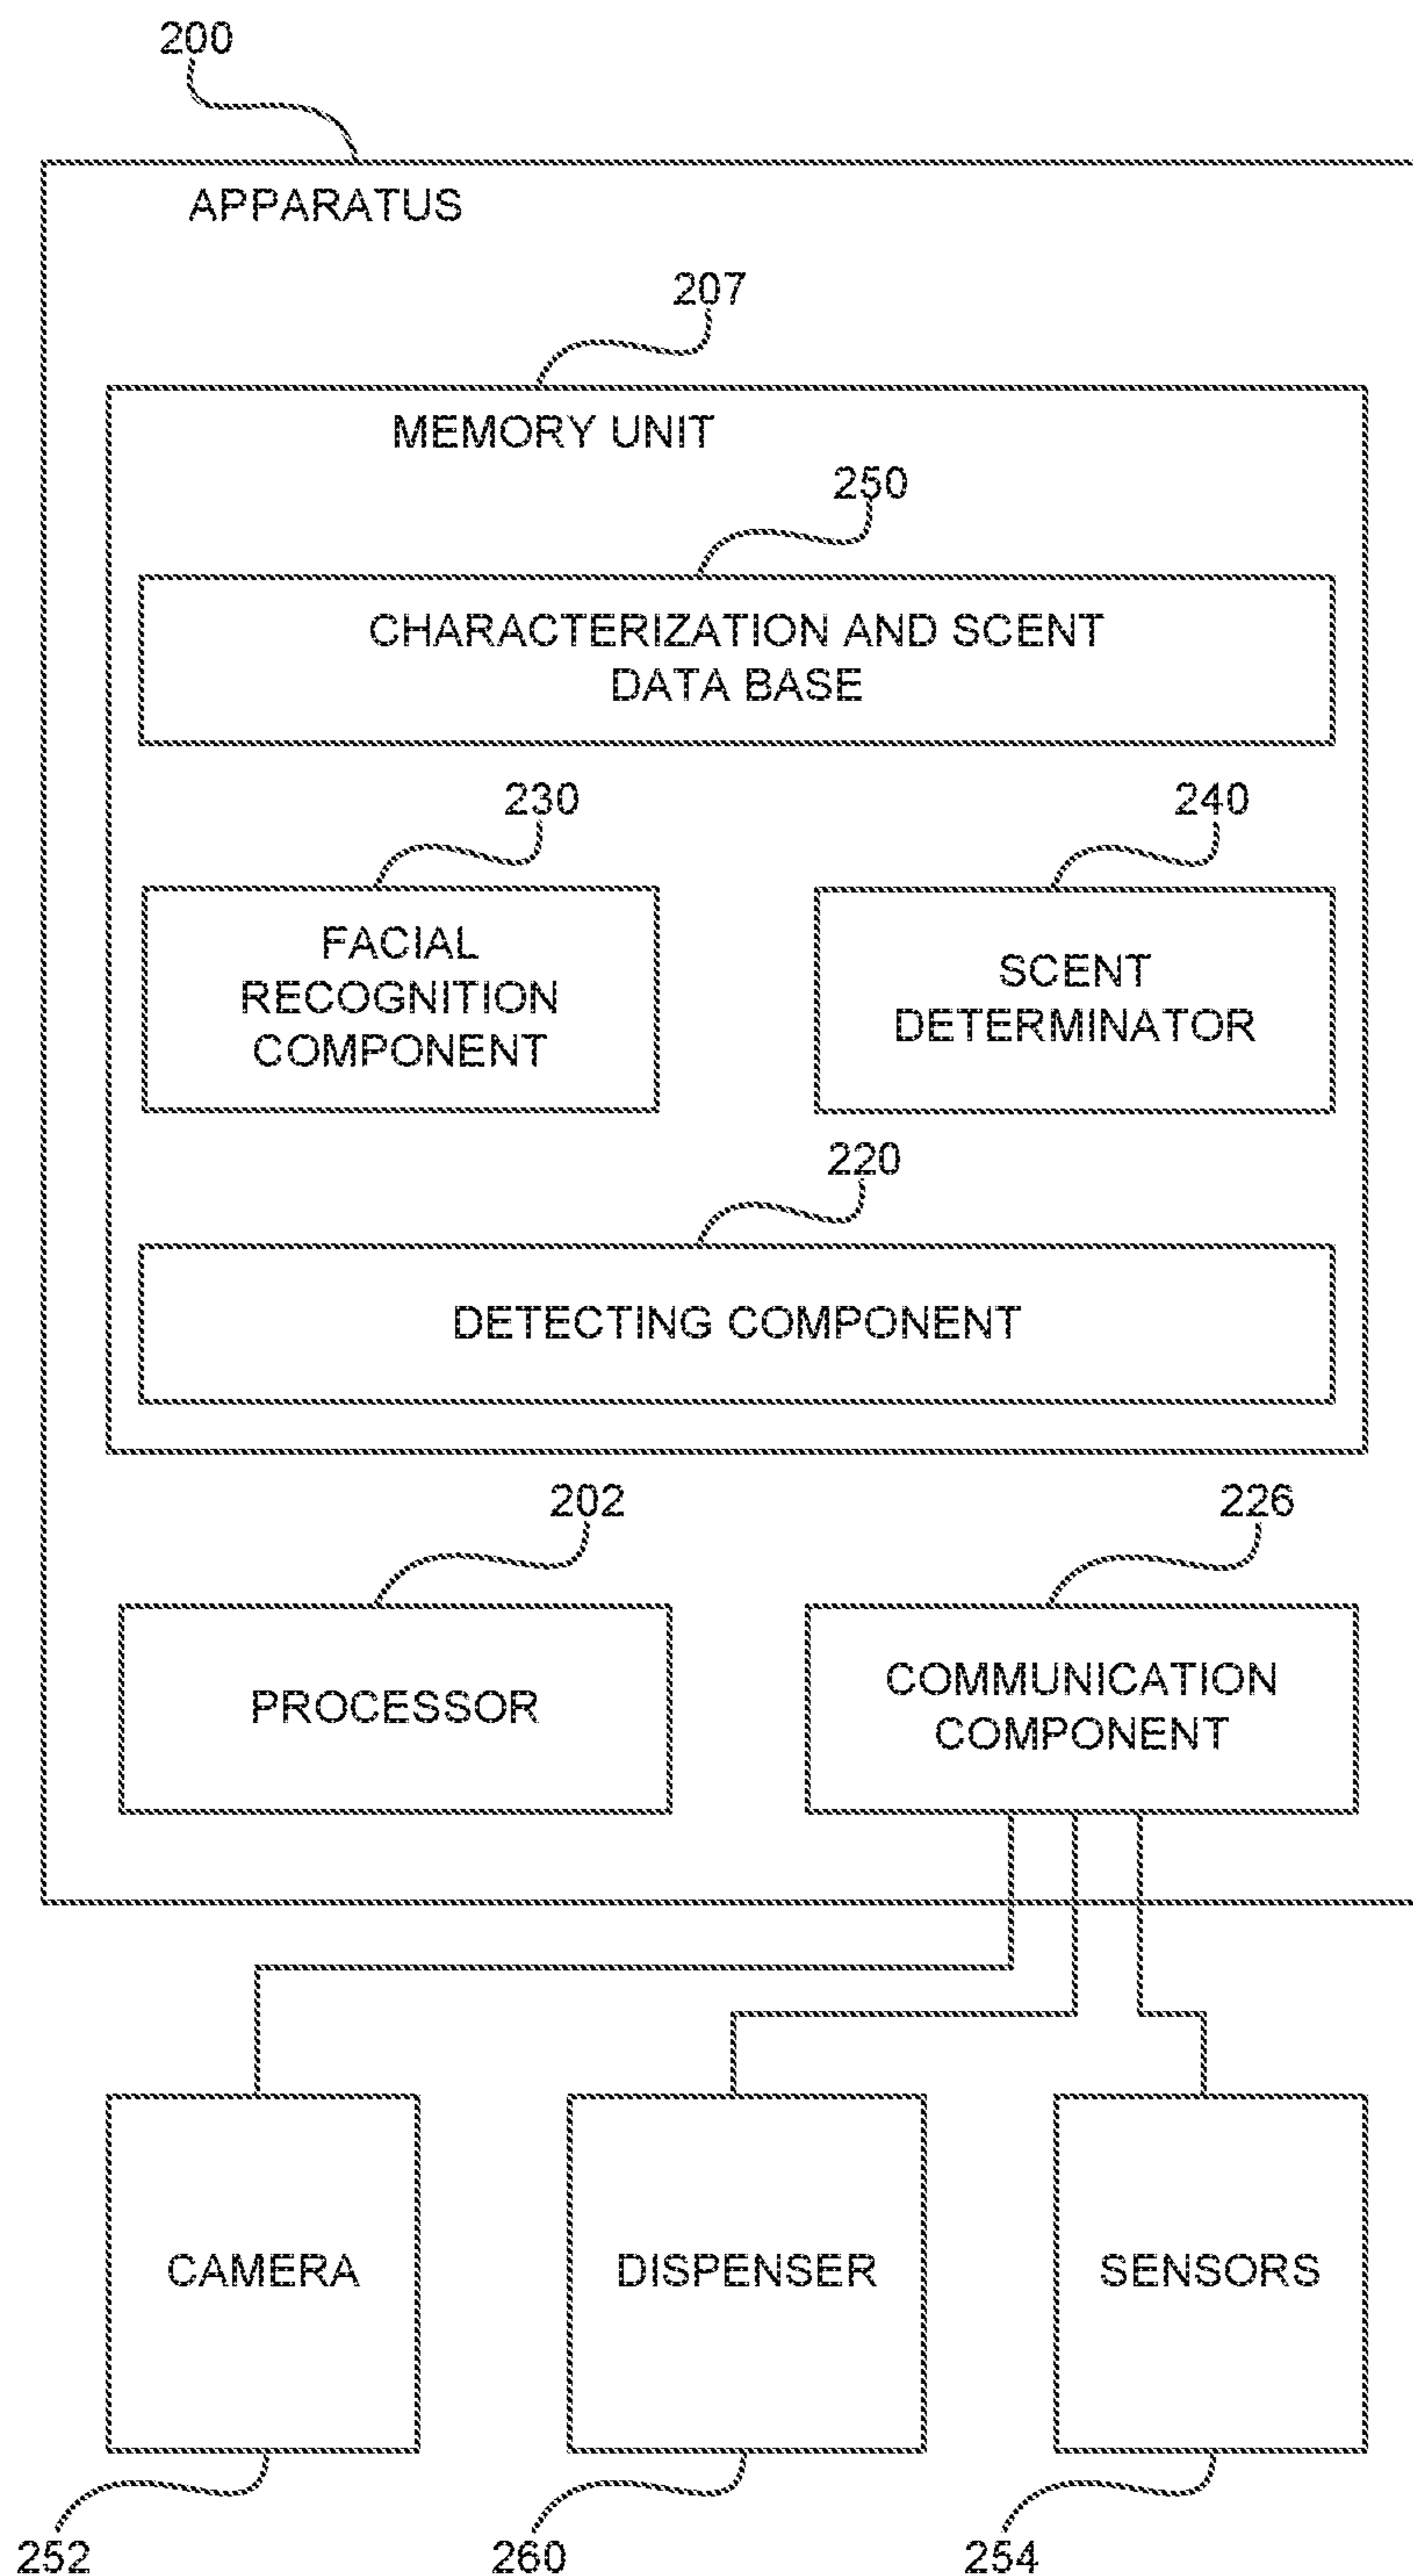 200
APPARATUS
207
MEMORY UNIT
250
CHARACTERIZATION AND SCENT
DATA BASE
230
240
FACIAL
RECOGNITION
COMPONENT
SCENT
DETERMINATOR
220
DETECTING COMPONENT
202
226
PROCESSOR
COMMUNICATION
COMPONENT
CAMERA
DISPENSER
SENSORS
252
260
254